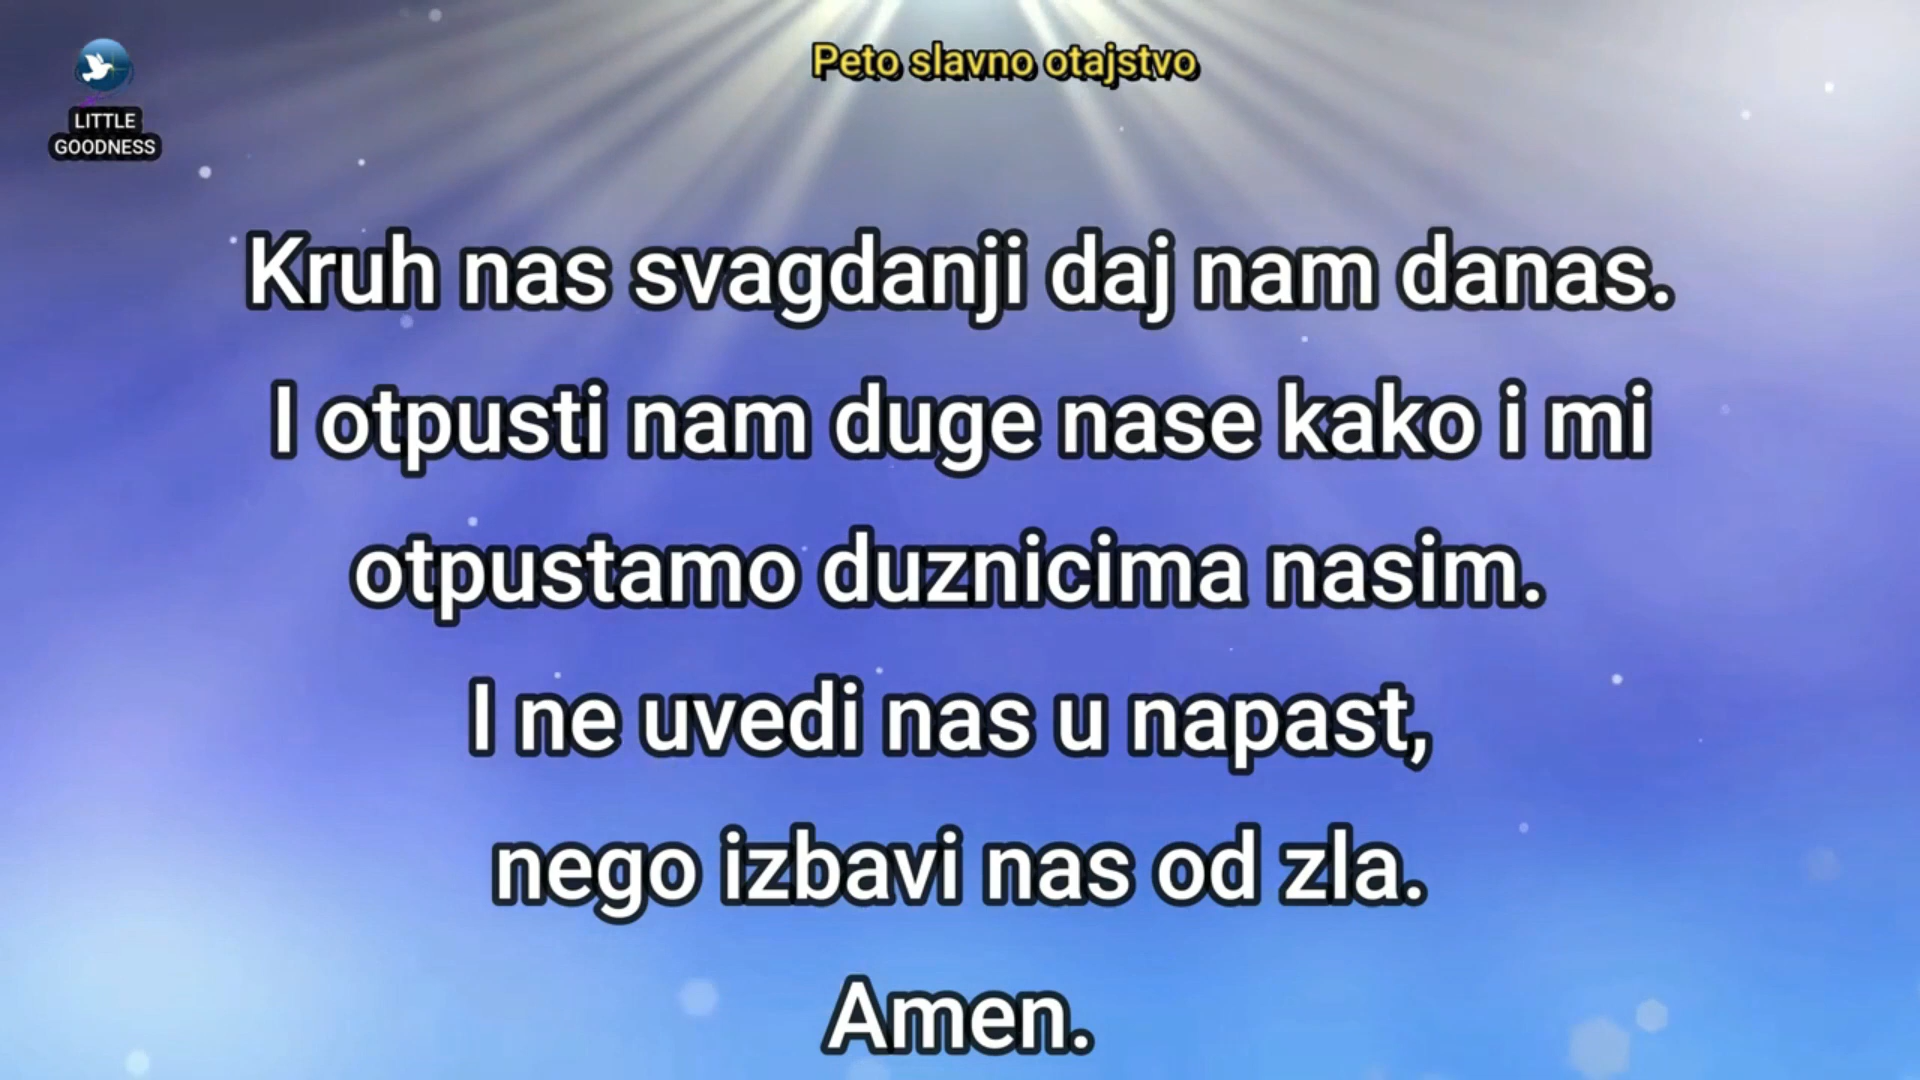 Peto slavno otajstvo
LITTLE
GOODNESS
Kruh nas svagdanji daj nam danas.
I otpusti nam duge nase kako i mi
otpustamo duznicima nasim.
I ne uvedi nas u napast,
nego izbavi nas od zla.
Amen.